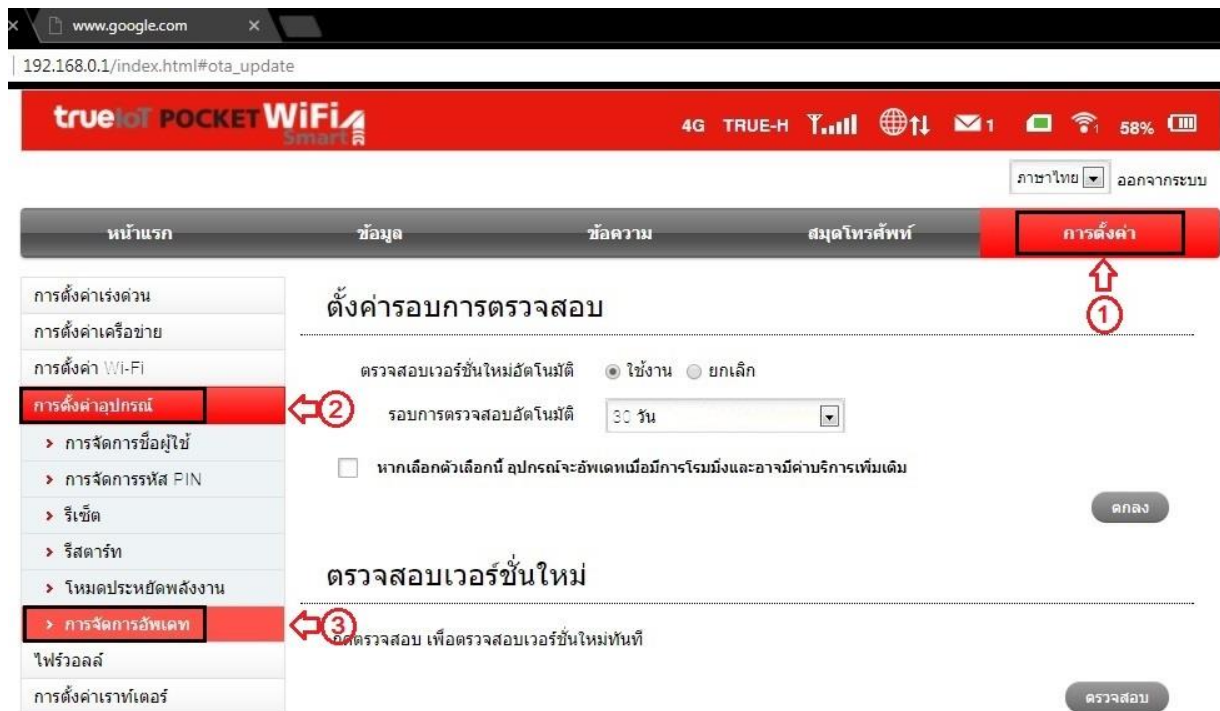 www.google.com
192.168.0.1/index.html#ota_update
trueIoT POCKET WiFi
Smart
4G TRUE-H 1 1 58%
ภาษาไทย ออกจากระบบ
หน้าแรก ข้อมูล ข้อความ สมุดโทรศัพท์ การตั้งค่า
1
การตั้งค่าเร่งด่วน
การตั้งค่าเครือข่าย
การตั้งค่า Wi-Fi
การตั้งค่าอุปกรณ์
2
การจัดการชื่อผู้ใช้
การจัดการรหัส PIN
รีเซ็ต
รีสตาร์ท
โหมดประหยัดพลังงาน
การจัดการอัพเดท
3
ไฟร์วอลล์
การตั้งค่าเราท์เตอร์
ตั้งค่ารอบการตรวจสอบ
ตรวจสอบเวอร์ชั่นใหม่อัตโนมัติ ใช้งาน ยกเลิก
รอบการตรวจสอบอัตโนมัติ 30 วัน
หากเลือกตัวเลือกนี้ อุปกรณ์จะอัพเดทเมื่อมีการโรมมิ่งและอาจมีค่าบริการเพิ่มเติม
ตกลง
ตรวจสอบเวอร์ชั่นใหม่
ตรวจสอบ เพื่อตรวจสอบเวอร์ชั่นใหม่ทันที
ตรวจสอบ